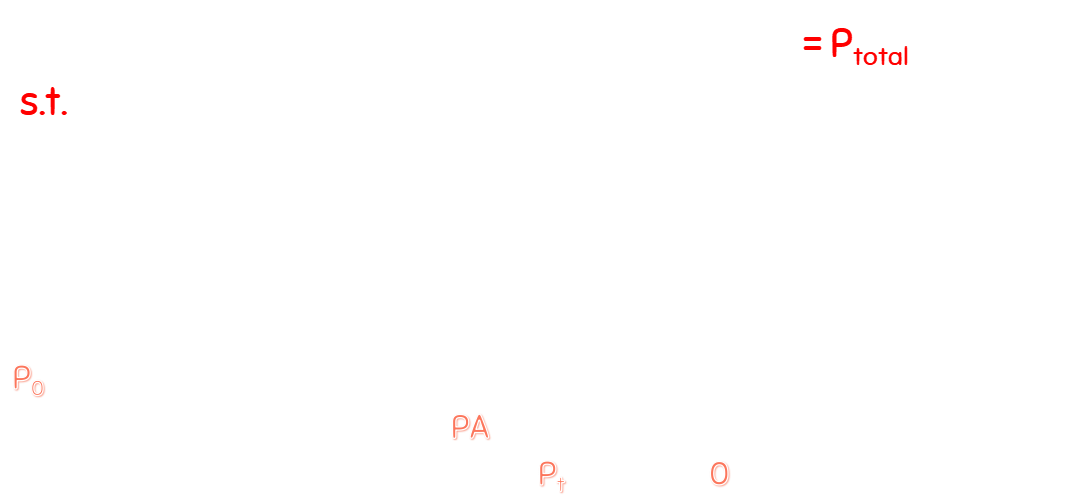 = P_total
s.t.
P_0
PA
P_t 0